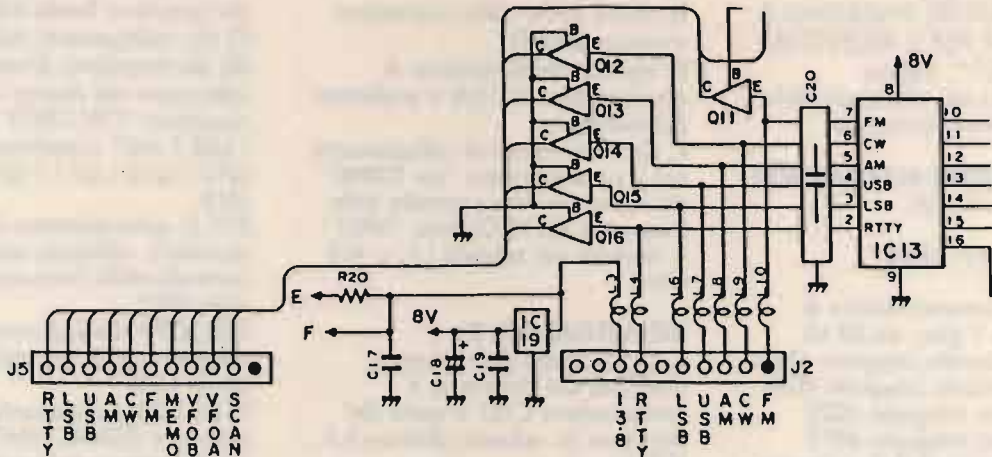 B
C
E
Q12
B
C
E
Q13
B
C
E
Q14
B
C
E
Q15
B
C
E
Q16
B
C
E
Q11
C20
8V
8
7
FM
10
6
CW
11
5
AM
12
4
USB
13
3
LSB
14
2
RTTY
15
IC13
16
9
E
R20
F
8V
C17
C18
+
C19
IC
19
L3
L4
L6
L7
L8
L9
L10
J5
RTTY
LSB
USB
AM
CW
FM
MEMO
VFOB
VFOA
SCAN
J2
13.8
RTTY
LSB
USB
AM
CW
FM